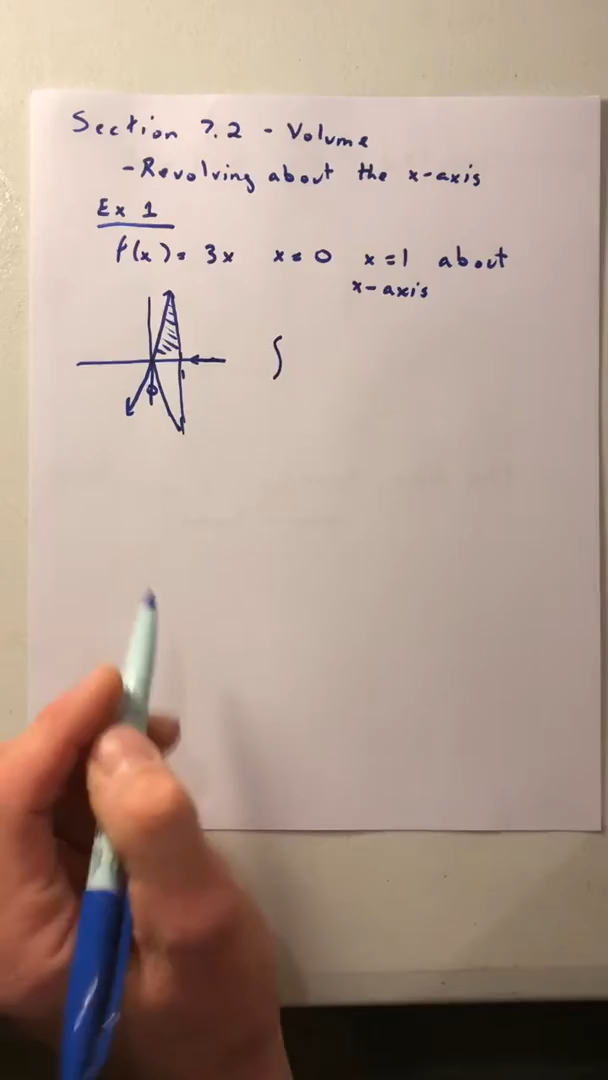 Section 7.2 - Volume
- Revolving about the x-axis
Ex 1
f(x) = 3x x = 0 x = 1 about
x-axis
∫